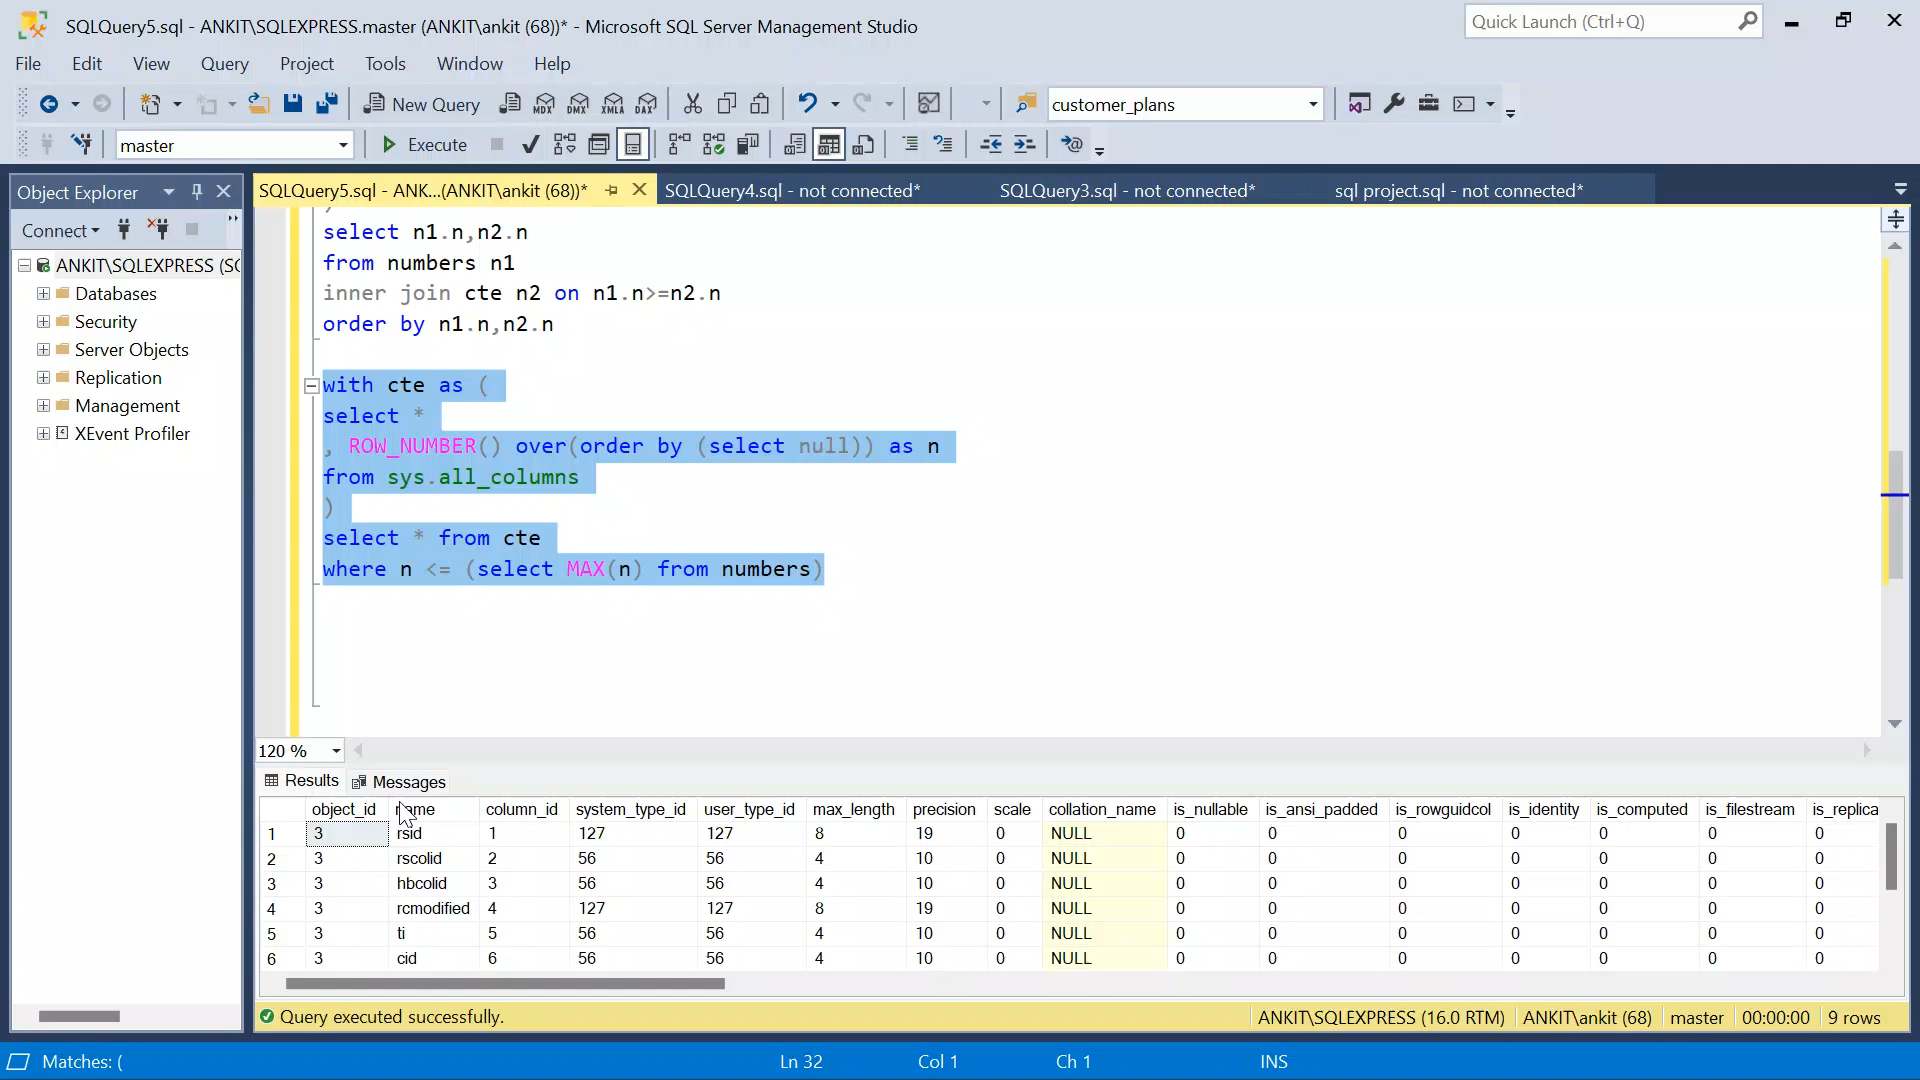 SQLQuery5.sql - ANKIT\SQLEXPRESS.master (ANKIT\ankit (68))* - Microsoft SQL Server Management Studio
Quick Launch (Ctrl+Q)
File Edit View Query Project Tools Window Help
New Query MDX DMX XMLA DAX customer_plans
master Execute
Object Explorer
SQLQuery5.sql - ANK...(ANKIT\ankit (68))* SQLQuery4.sql - not connected* SQLQuery3.sql - not connected* sql project.sql - not connected*
Connect
ANKIT\SQLEXPRESS (SQ
Databases
Security
Server Objects
Replication
Management
XEvent Profiler
)
select n1.n,n2.n
from numbers n1
inner join cte n2 on n1.n>=n2.n
order by n1.n,n2.n
with cte as (
select *
, ROW_NUMBER() over(order by (select null)) as n
from sys.all_columns
)
select * from cte
where n <= (select MAX(n) from numbers)
120 %
Results Messages
object_id name column_id system_type_id user_type_id max_length precision scale collation_name is_nullable is_ansi_padded is_rowguidcol is_identity is_computed is_filestream is_replica
1 3 rsid 1 127 127 8 19 0 NULL 0 0 0 0 0 0 0
2 3 rscolid 2 56 56 4 10 0 NULL 0 0 0 0 0 0 0
3 3 hbcolid 3 56 56 4 10 0 NULL 0 0 0 0 0 0 0
4 3 rcmodified 4 127 127 8 19 0 NULL 0 0 0 0 0 0 0
5 3 ti 5 56 56 4 10 0 NULL 0 0 0 0 0 0 0
6 3 cid 6 56 56 4 10 0 NULL 0 0 0 0 0 0 0
Query executed successfully. ANKIT\SQLEXPRESS (16.0 RTM) ANKIT\ankit (68) master 00:00:00 9 rows
Matches: ( Ln 32 Col 1 Ch 1 INS